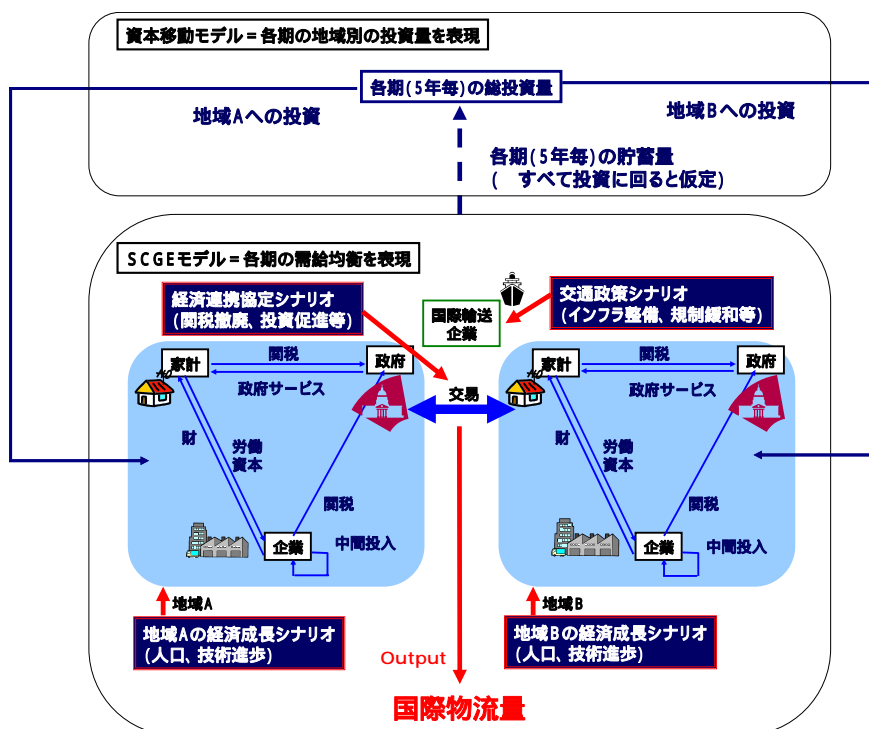 資本移動モデル＝各期の地域別の投資量を表現
各期(5年毎)の総投資量
地域Aへの投資
地域Bへの投資
各期(5年毎)の貯蓄量
(　すべて投資に回ると仮定)
SCGEモデル＝各期の需給均衡を表現
経済連携協定シナリオ
(関税撤廃、投資促進等)
国際輸送
企業
交通政策シナリオ
(インフラ整備、規制緩和等)
家計
関税
政府
政府サービス
財
労働
資本
関税
企業
中間投入
交易
家計
関税
政府
政府サービス
財
労働
資本
関税
企業
中間投入
地域A
地域Aの経済成長シナリオ
(人口、技術進歩)
地域B
地域Bの経済成長シナリオ
(人口、技術進歩)
Output
国際物流量